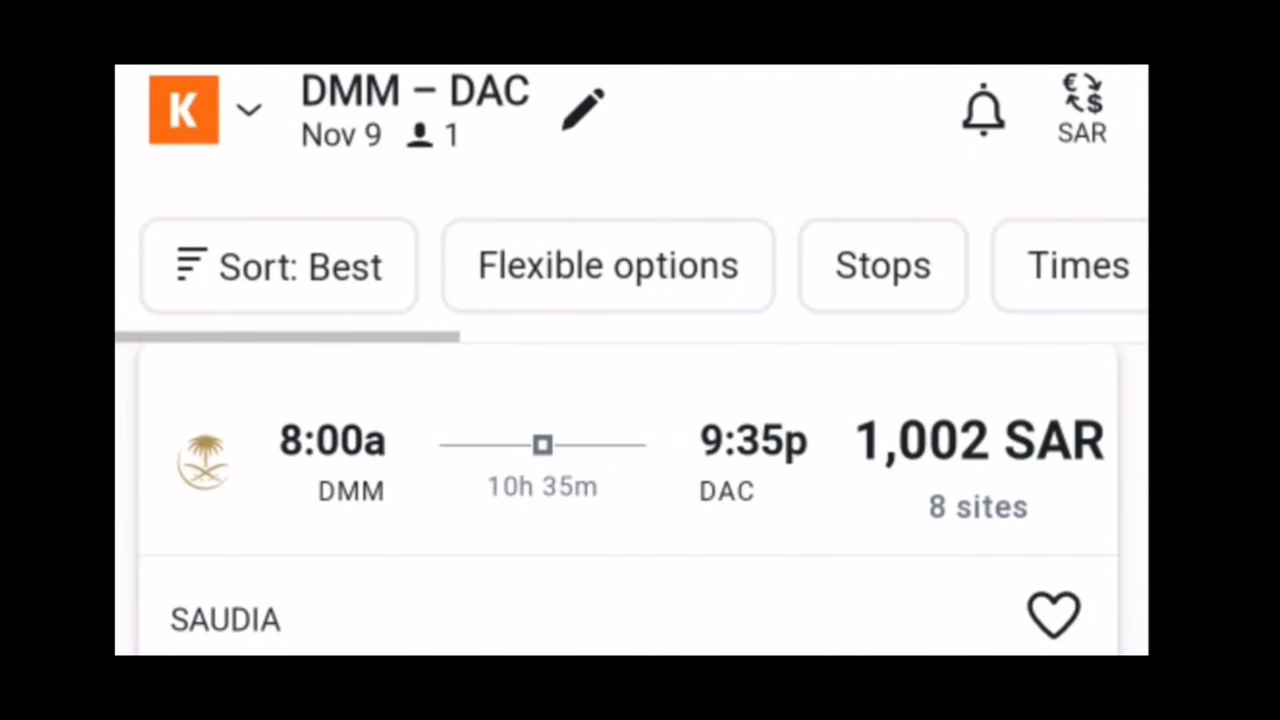 K
DMM – DAC
Nov 9 1
€ $
SAR
Sort: Best
Flexible options
Stops
Times
8:00a
9:35p
1,002 SAR
DMM
10h 35m
DAC
8 sites
SAUDIA